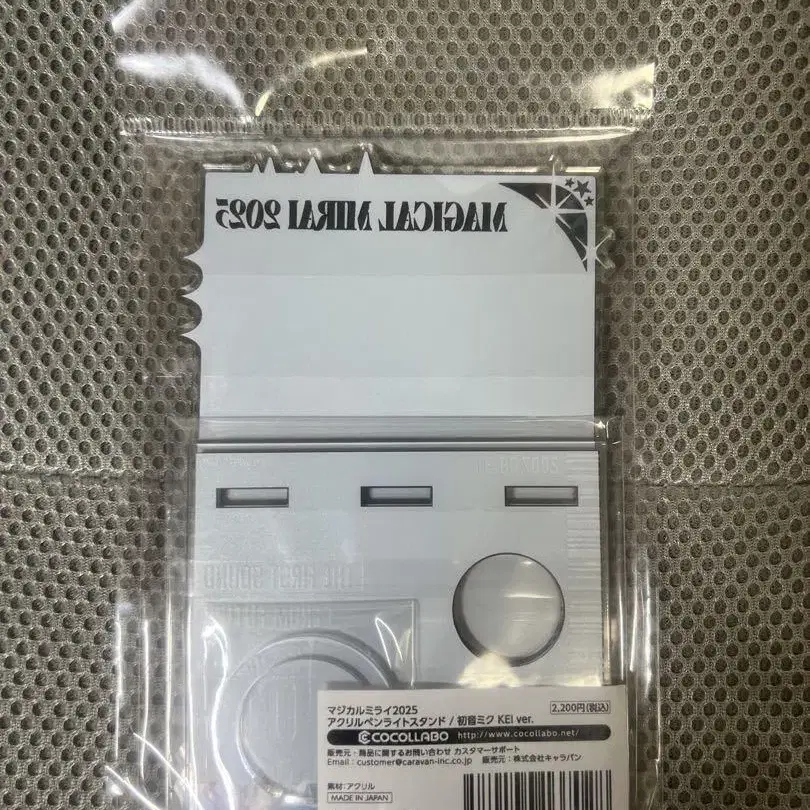 MAGICAL MIRAI 2025
THE FIRST SOUND
マジカルミライ2025
2,200円(税込)
アクリルペンライトスタンド / 初音ミク KEI ver.
COCOLLABO http://www.cocollabo.net/
販売元・商品に関するお問い合わせ カスタマーサポート
Email : customer@caravan-inc.co.jp 販売元 : 株式会社キャラバン
素材:アクリル
MADE IN JAPAN